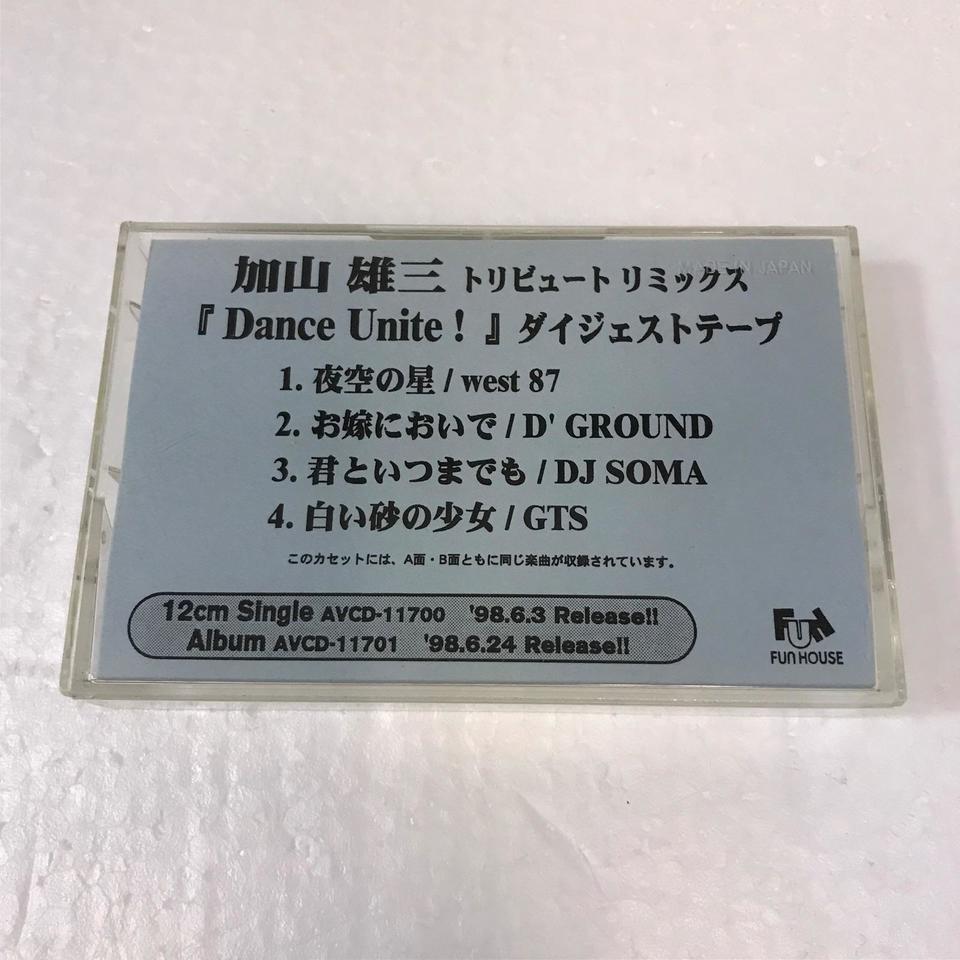 MADE IN JAPAN
加山 雄三 トリビュート リミックス
『 Dance Unite ! 』 ダイジェストテープ
1. 夜空の星 / west 87
2. お嫁においで / D' GROUND
3. 君といつまでも / DJ SOMA
4. 白い砂の少女 / GTS
このカセットには、A面・B面ともに同じ楽曲が収録されています。
12cm Single AVCD-11700 '98.6.3 Release!!
Album AVCD-11701 '98.6.24 Release!!
FUN
FUN HOUSE